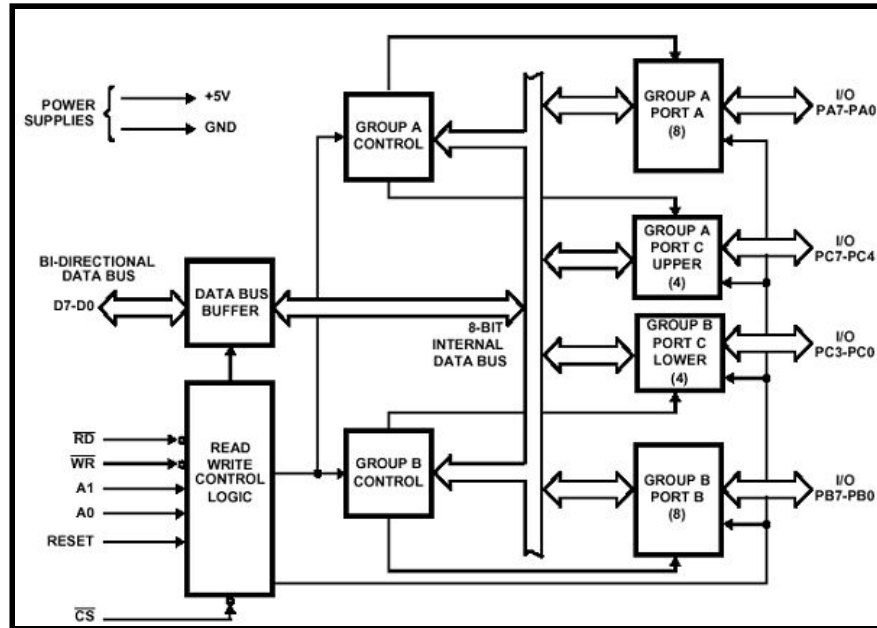 POWER
SUPPLIES
+5V
GND
GROUP A
CONTROL
GROUP A
PORT A
(8)
I/O
PA7-PA0
GROUP A
PORT C
UPPER
(4)
I/O
PC7-PC4
BI-DIRECTIONAL
DATA BUS
D7-D0
DATA BUS
BUFFER
8-BIT
INTERNAL
DATA BUS
GROUP B
PORT C
LOWER
(4)
I/O
PC3-PC0
RD
WR
A1
A0
RESET
CS
READ
WRITE
CONTROL
LOGIC
GROUP B
CONTROL
GROUP B
PORT B
(8)
I/O
PB7-PB0